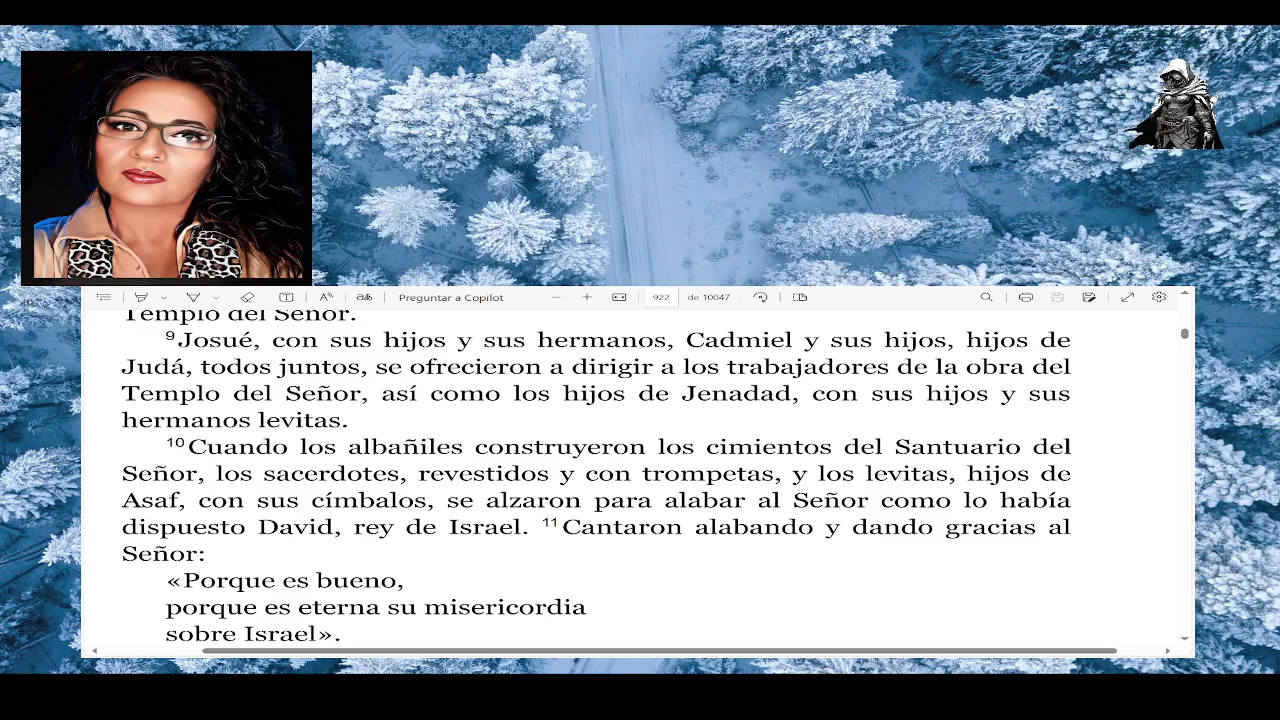 Preguntar a Copilot
922 de 10047
Templo del Señor.
9Josué, con sus hijos y sus hermanos, Cadmiel y sus hijos, hijos de
Judá, todos juntos, se ofrecieron a dirigir a los trabajadores de la obra del
Templo del Señor, así como los hijos de Jenadad, con sus hijos y sus
hermanos levitas.
10Cuando los albañiles construyeron los cimientos del Santuario del
Señor, los sacerdotes, revestidos y con trompetas, y los levitas, hijos de
Asaf, con sus címbalos, se alzaron para alabar al Señor como lo había
dispuesto David, rey de Israel. 11Cantaron alabando y dando gracias al
Señor:
«Porque es bueno,
porque es eterna su misericordia
sobre Israel».